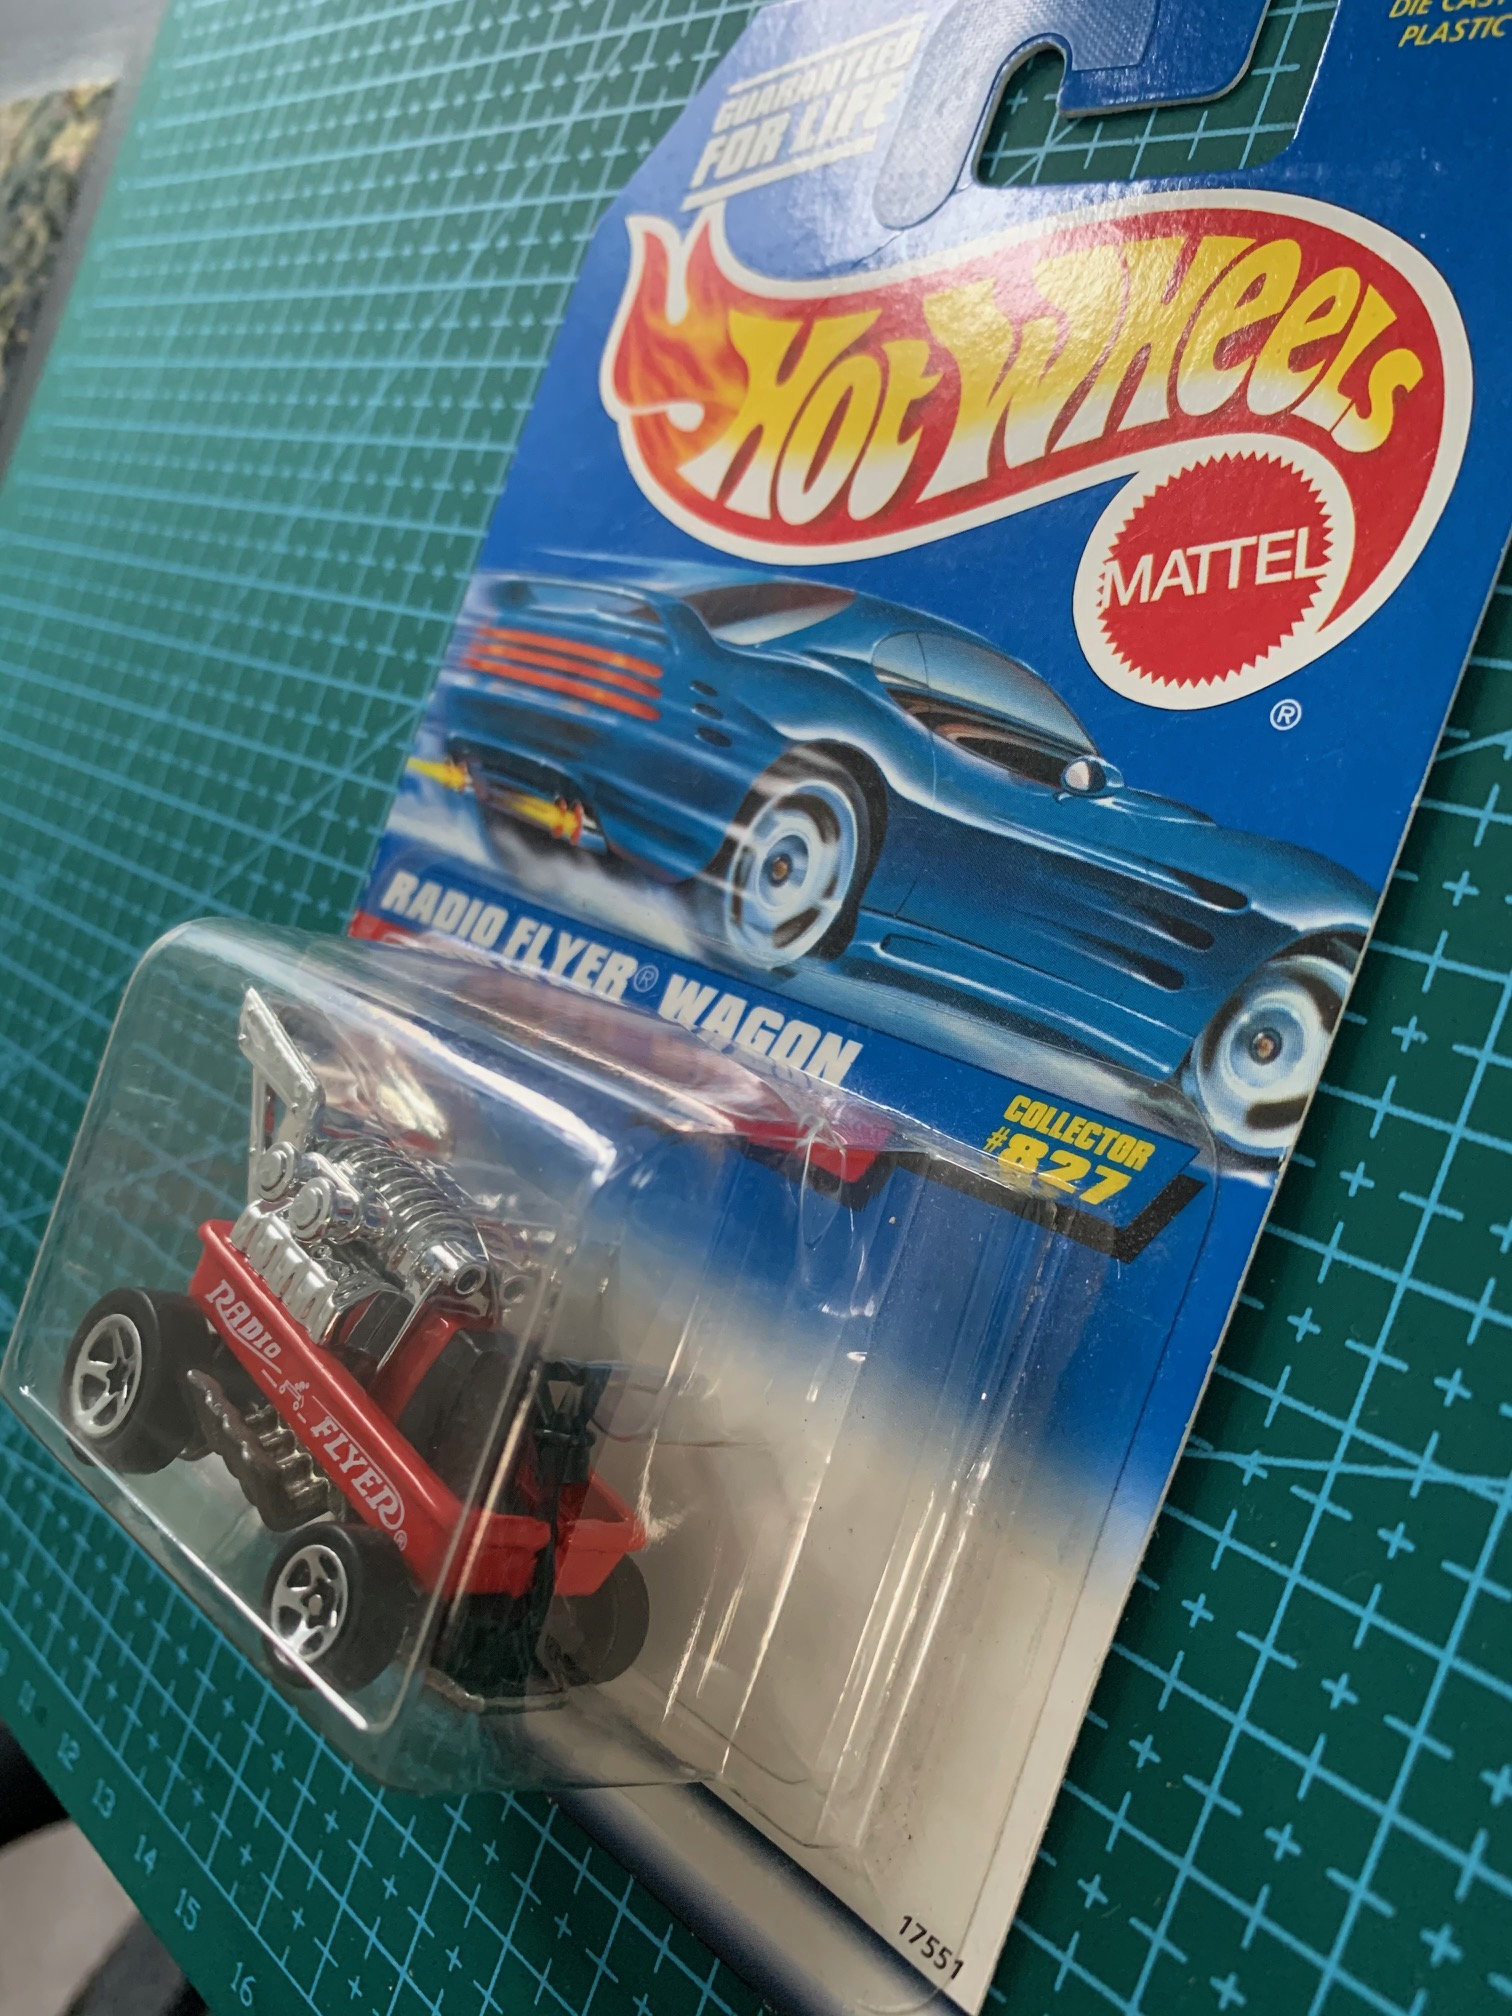 DIE CAST
PLASTIC
GUARANTEED
FOR LIFE
HOT WHEELS
MATTEL
®
RADIO FLYER® WAGON
COLLECTOR
#827
RADIO FLYER®
17551
12
13
14
15
16